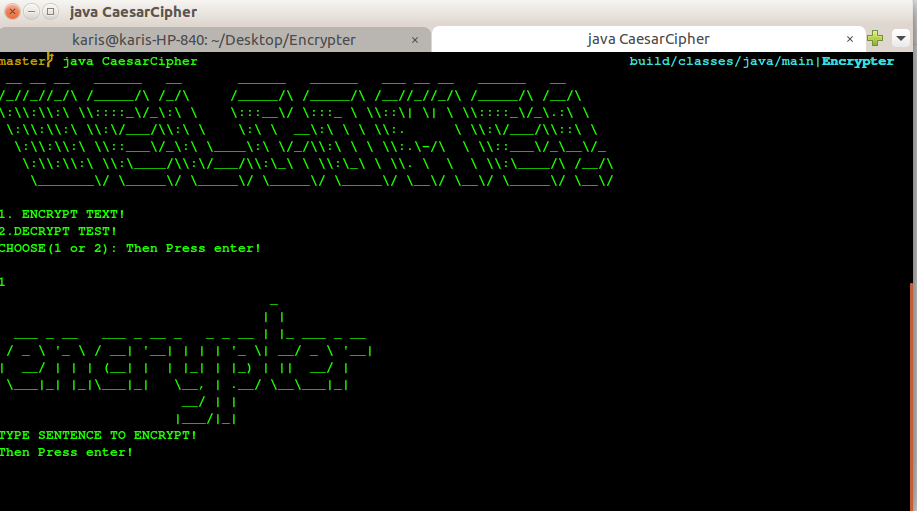 java CaesarCipher
karis@karis-HP-840: ~/Desktop/Encrypter × java CaesarCipher ×
master java CaesarCipher build/classes/java/main|Encrypter
WELCOME!
1. ENCRYPT TEXT!
2.DECRYPT TEST!
CHOOSE(1 or 2): Then Press enter!
1
encrypter
TYPE SENTENCE TO ENCRYPT!
Then Press enter!